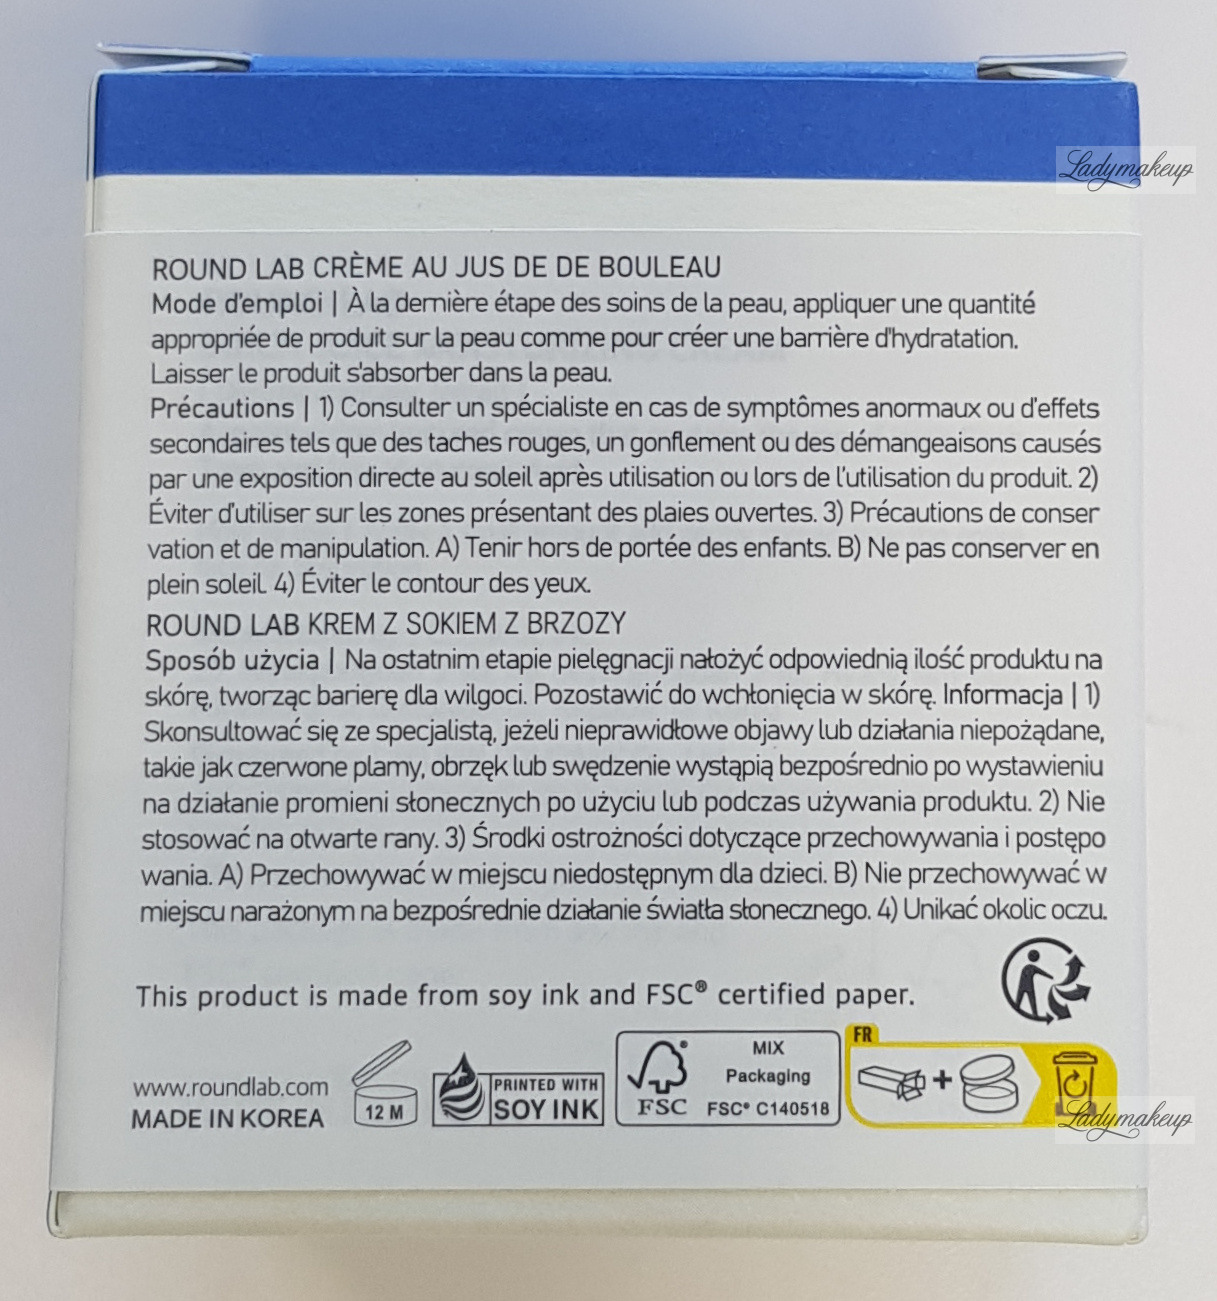 Ladymakeup
ROUND LAB CRÈME AU JUS DE DE BOULEAU
Mode d'emploi | À la dernière étape des soins de la peau, appliquer une quantité
appropriée de produit sur la peau comme pour créer une barrière d'hydratation.
Laisser le produit s'absorber dans la peau.
Précautions | 1) Consulter un spécialiste en cas de symptômes anormaux ou d'effets
secondaires tels que des taches rouges, un gonflement ou des démangeaisons causés
par une exposition directe au soleil après utilisation ou lors de l'utilisation du produit. 2)
Éviter d'utiliser sur les zones présentant des plaies ouvertes. 3) Précautions de conser
vation et de manipulation. A) Tenir hors de portée des enfants. B) Ne pas conserver en
plein soleil. 4) Éviter le contour des yeux.
ROUND LAB KREM Z SOKIEM Z BRZOZY
Sposób użycia | Na ostatnim etapie pielęgnacji nałożyć odpowiednią ilość produktu na
skórę, tworząc barierę dla wilgoci. Pozostawić do wchłonięcia w skórę. Informacja | 1)
Skonsultować się ze specjalistą, jeżeli nieprawidłowe objawy lub działania niepożądane,
takie jak czerwone plamy, obrzęk lub swędzenie wystąpią bezpośrednio po wystawieniu
na działanie promieni słonecznych po użyciu lub podczas używania produktu. 2) Nie
stosować na otwarte rany. 3) Środki ostrożności dotyczące przechowywania i postępo
wania. A) Przechowywać w miejscu niedostępnym dla dzieci. B) Nie przechowywać w
miejscu narażonym na bezpośrednie działanie światła słonecznego. 4) Unikać okolic oczu.
This product is made from soy ink and FSC® certified paper.
www.roundlab.com
MADE IN KOREA
12 M
PRINTED WITH
SOY INK
FSC
MIX
Packaging
FSC® C140518
FR
Ladymakeup